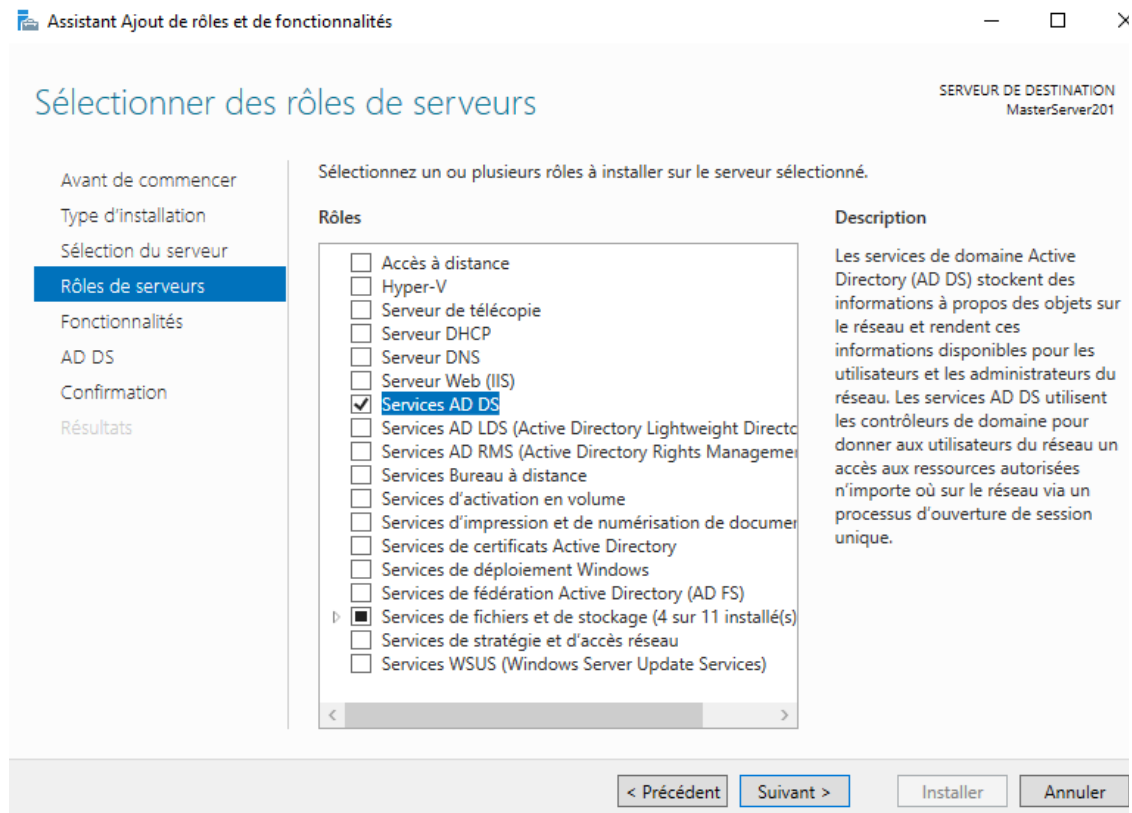 Assistant Ajout de rôles et de fonctionnalités
Sélectionner des rôles de serveurs
SERVEUR DE DESTINATION
MasterServer201
Avant de commencer
Type d'installation
Sélection du serveur
Rôles de serveurs
Fonctionnalités
AD DS
Confirmation
Résultats
Sélectionnez un ou plusieurs rôles à installer sur le serveur sélectionné.
Rôles
Accès à distance
Hyper-V
Serveur de télécopie
Serveur DHCP
Serveur DNS
Serveur Web (IIS)
Services AD DS
Services AD LDS (Active Directory Lightweight Directo
Services AD RMS (Active Directory Rights Managemen
Services Bureau à distance
Services d'activation en volume
Services d'impression et de numérisation de documen
Services de certificats Active Directory
Services de déploiement Windows
Services de fédération Active Directory (AD FS)
Services de fichiers et de stockage (4 sur 11 installé(s)
Services de stratégie et d'accès réseau
Services WSUS (Windows Server Update Services)
Description
Les services de domaine Active
Directory (AD DS) stockent des
informations à propos des objets sur
le réseau et rendent ces
informations disponibles pour les
utilisateurs et les administrateurs du
réseau. Les services AD DS utilisent
les contrôleurs de domaine pour
donner aux utilisateurs du réseau un
accès aux ressources autorisées
n'importe où sur le réseau via un
processus d'ouverture de session
unique.
< Précédent
Suivant >
Installer
Annuler